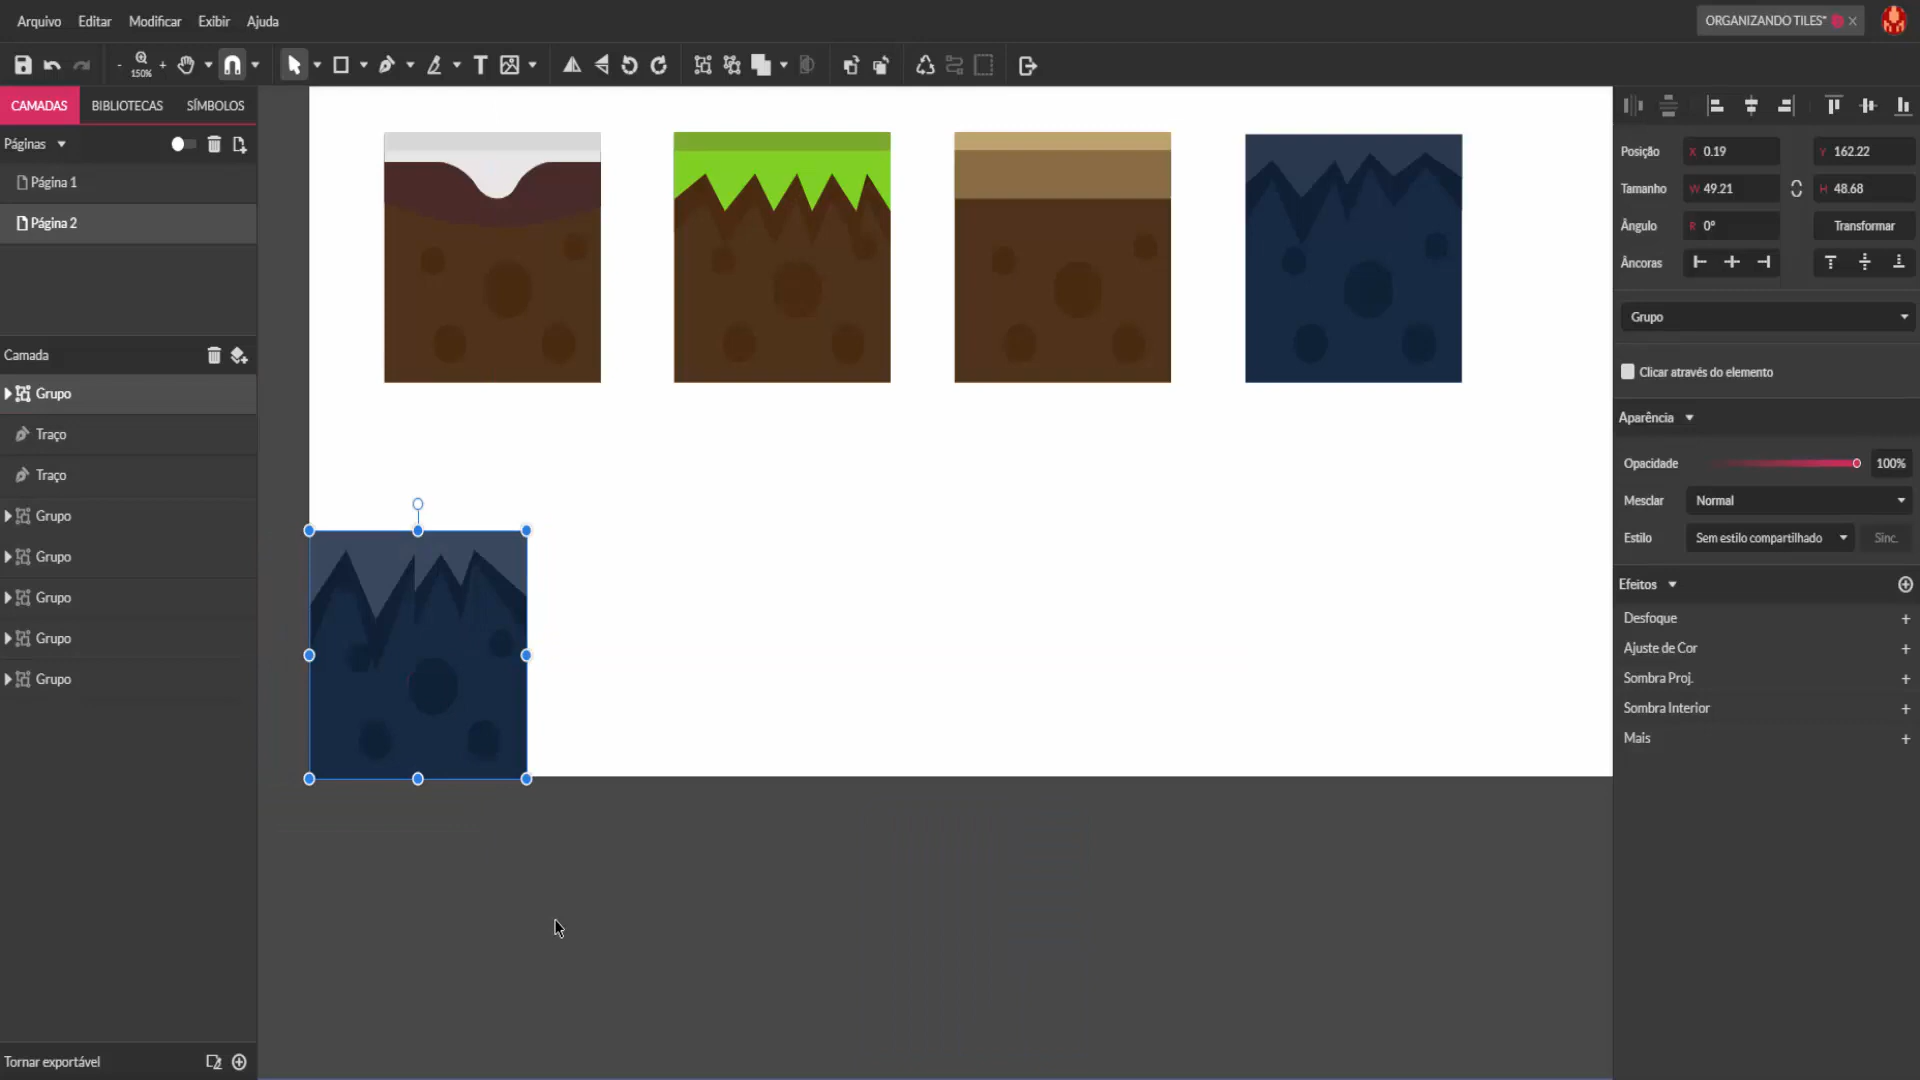 Arquivo Editar Modificar Exibir Ajuda
ORGANIZANDO TILES*
- 150% +
T
CAMADAS BIBLIOTECAS SÍMBOLOS
Páginas
Página 1
Página 2
Camada
Grupo
Traço
Traço
Grupo
Grupo
Grupo
Grupo
Grupo
Tornar exportável
Posição X 0.19 Y 162.22
Tamanho W 49.21 H 48.68
Ângulo R 0° Transformar
Âncoras
Grupo
Clicar através do elemento
Aparência
Opacidade 100%
Mesclar Normal
Estilo Sem estilo compartilhado Sinc.
Efeitos
Desfoque +
Ajuste de Cor +
Sombra Proj. +
Sombra Interior +
Mais +